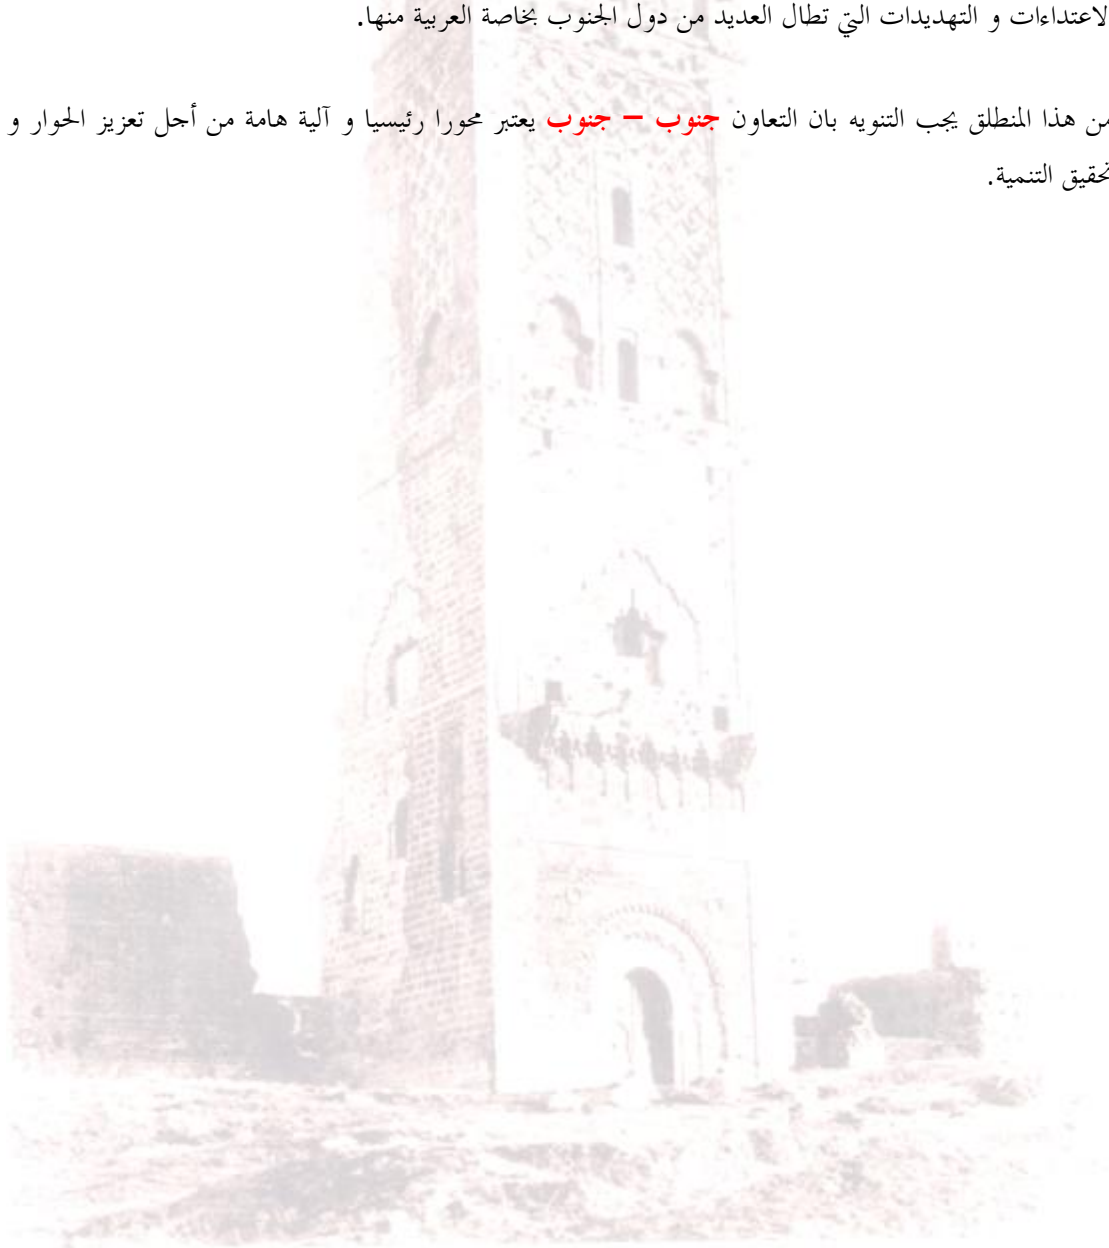 لاعتداءات و التهديدات التي تطال العديد من دول الجنوب بخاصة العربية منها.
من هذا المنطلق يجب التنويه بان التعاون جنوب – جنوب يعتبر محورا رئيسيا و آلية هامة من أجل تعزيز الحوار و
تحقيق التنمية.